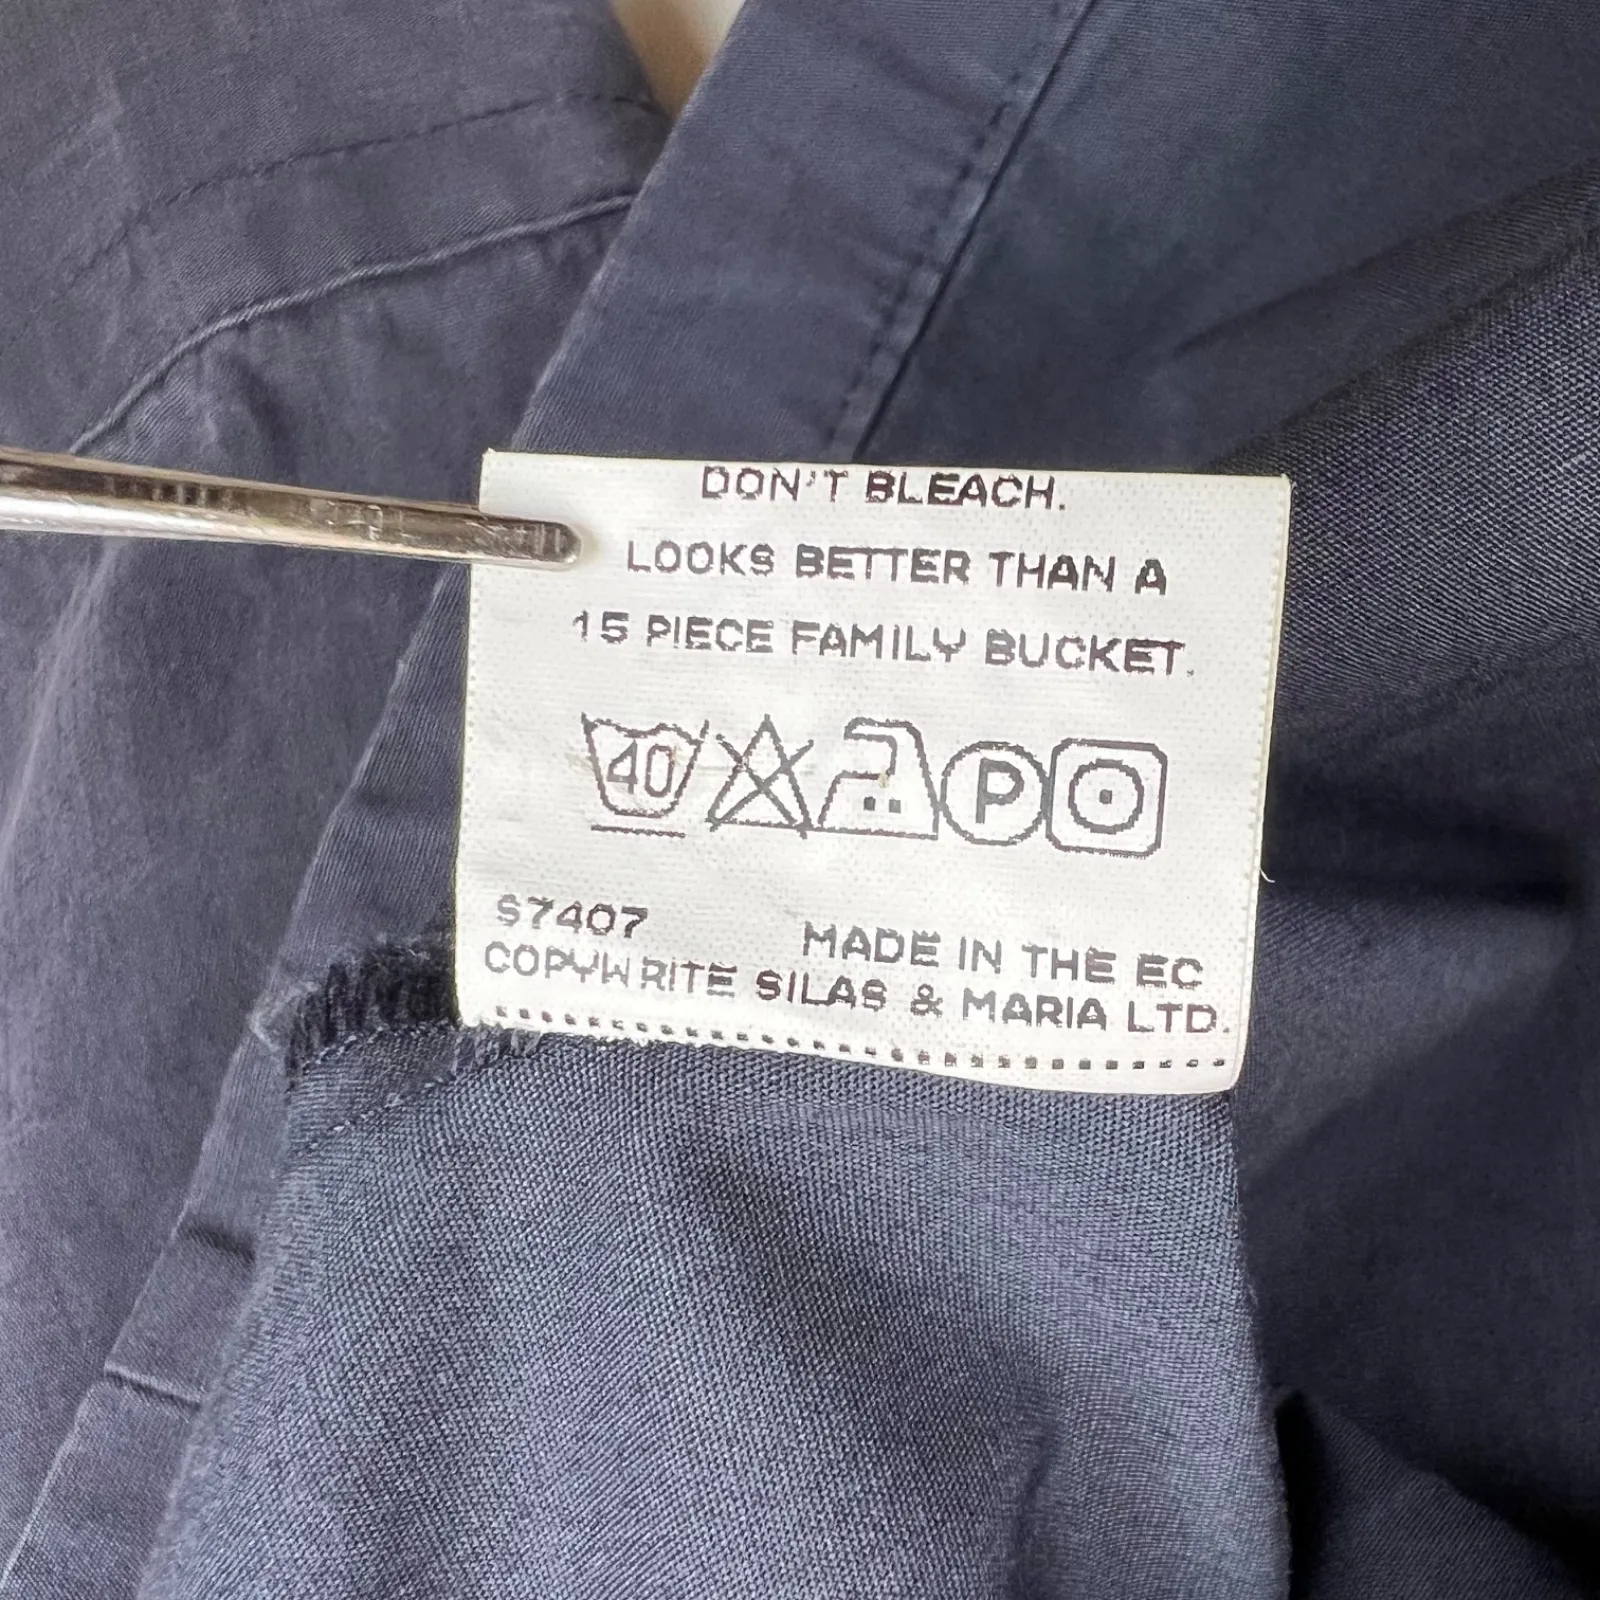 DON'T BLEACH.
LOOKS BETTER THAN A
15 PIECE FAMILY BUCKET.
40 P
S7407 MADE IN THE EC
COPYWRITE SILAS & MARIA LTD.